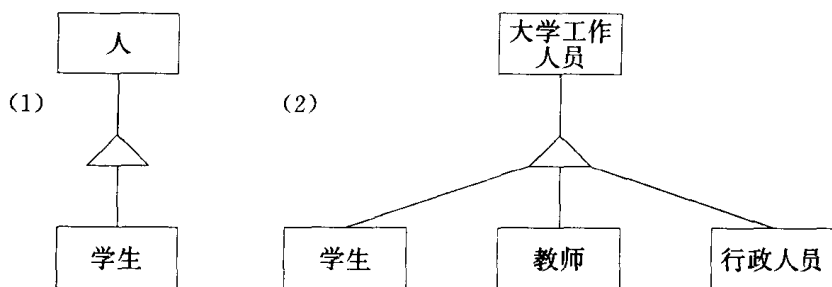 人
大学工作
人员
(1)
(2)
学生
学生
教师
行政人员